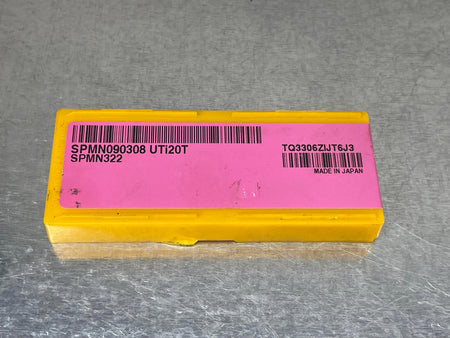 SPMN090308 UTi20T
SPMN322
TQ3306ZIJT6J3
MADE IN JAPAN